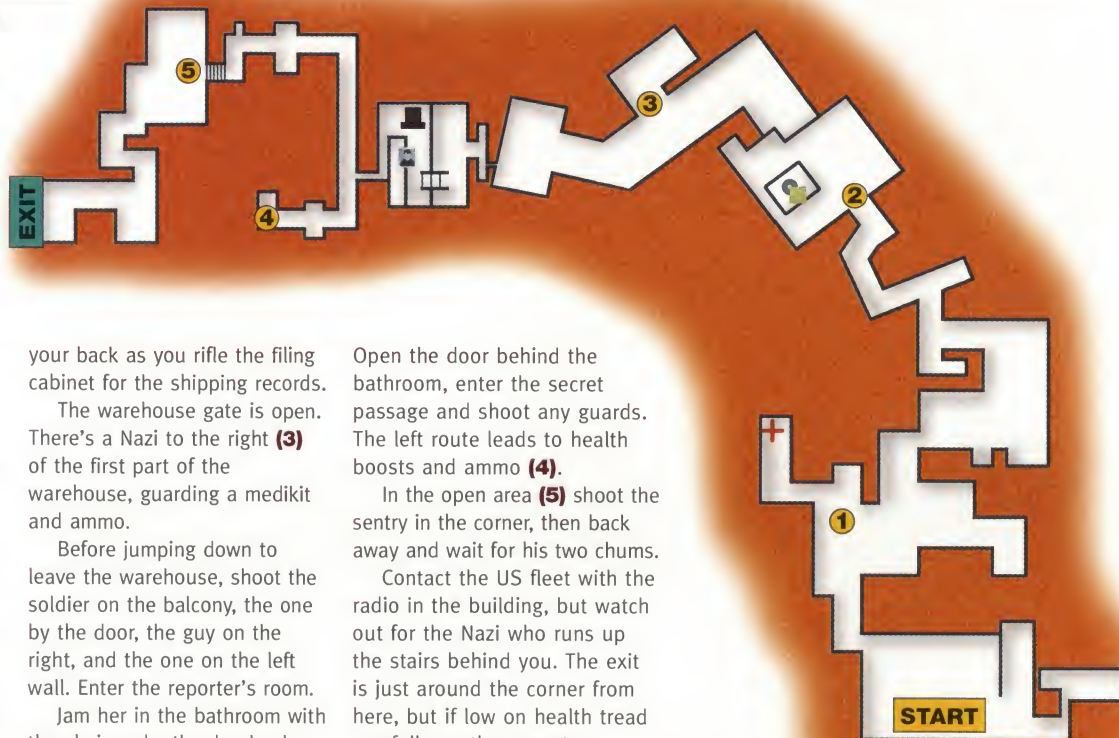 EXIT
5
4
3
2
1
START
your back as you rifle the filing
cabinet for the shipping records.
The warehouse gate is open.
There's a Nazi to the right (3)
of the first part of the
warehouse, guarding a medikit
and ammo.
Before jumping down to
leave the warehouse, shoot the
soldier on the balcony, the one
by the door, the guy on the
right, and the one on the left
wall. Enter the reporter's room.
Jam her in the bathroom with
Open the door behind the
bathroom, enter the secret
passage and shoot any guards.
The left route leads to health
boosts and ammo (4).
In the open area (5) shoot the
sentry in the corner, then back
away and wait for his two chums.
Contact the US fleet with the
radio in the building, but watch
out for the Nazi who runs up
the stairs behind you. The exit
is just around the corner from
here, but if low on health tread